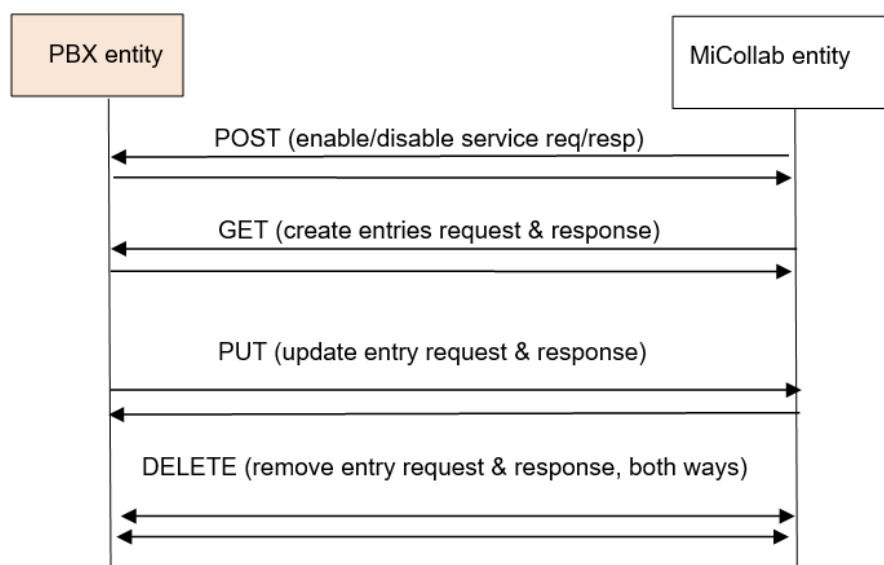 PBX entity
MiCollab entity
POST (enable/disable service req/resp)
GET (create entries request & response)
PUT (update entry request & response)
DELETE (remove entry request & response, both ways)